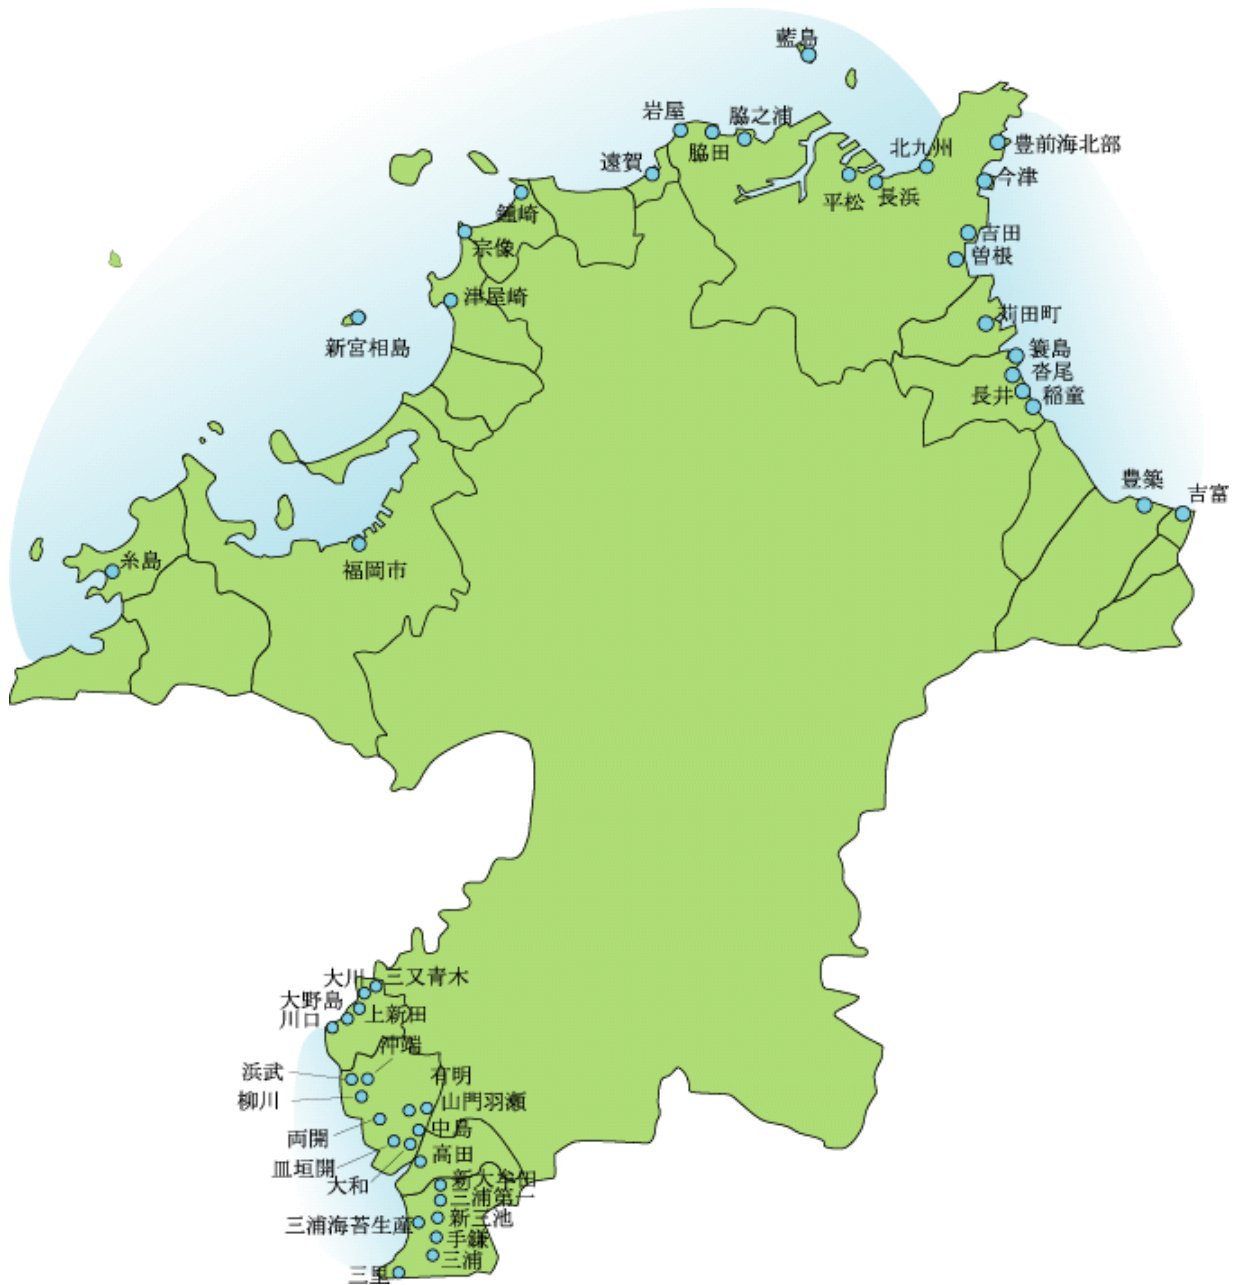 藍島
岩屋
脇之浦
脇田
北九州
豊前海北部
遠賀
今津
平松
長浜
鐘崎
吉田
宗像
曽根
津屋崎
苅田町
新宮相島
簑島
沓尾
長井
稲童
豊築
吉富
糸島
福岡市
大川
三又青木
大野島
上新田
川口
沖端
浜武
有明
柳川
山門羽瀬
中島
両開
高田
皿垣開
大和
新大牟田
三浦第一
新三池
三浦海苔生産
手鎌
三浦
三里